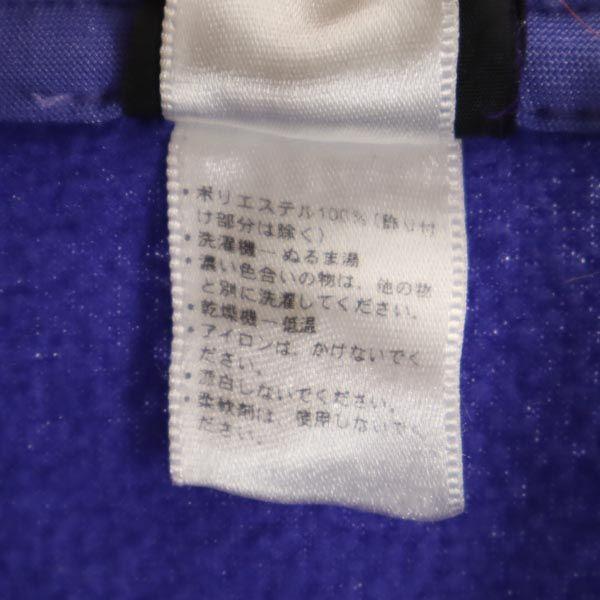 ・ポリエステル100%(飾り付
け部分は除く)
・洗濯機ーぬるま湯
・濃い色合いの物は、他の物
と別に洗濯してください。
・乾燥機ー低温
・アイロンは、かけないでく
ださい。
・漂白しないでください。
・柔軟剤は、使用しないでく
ださい。